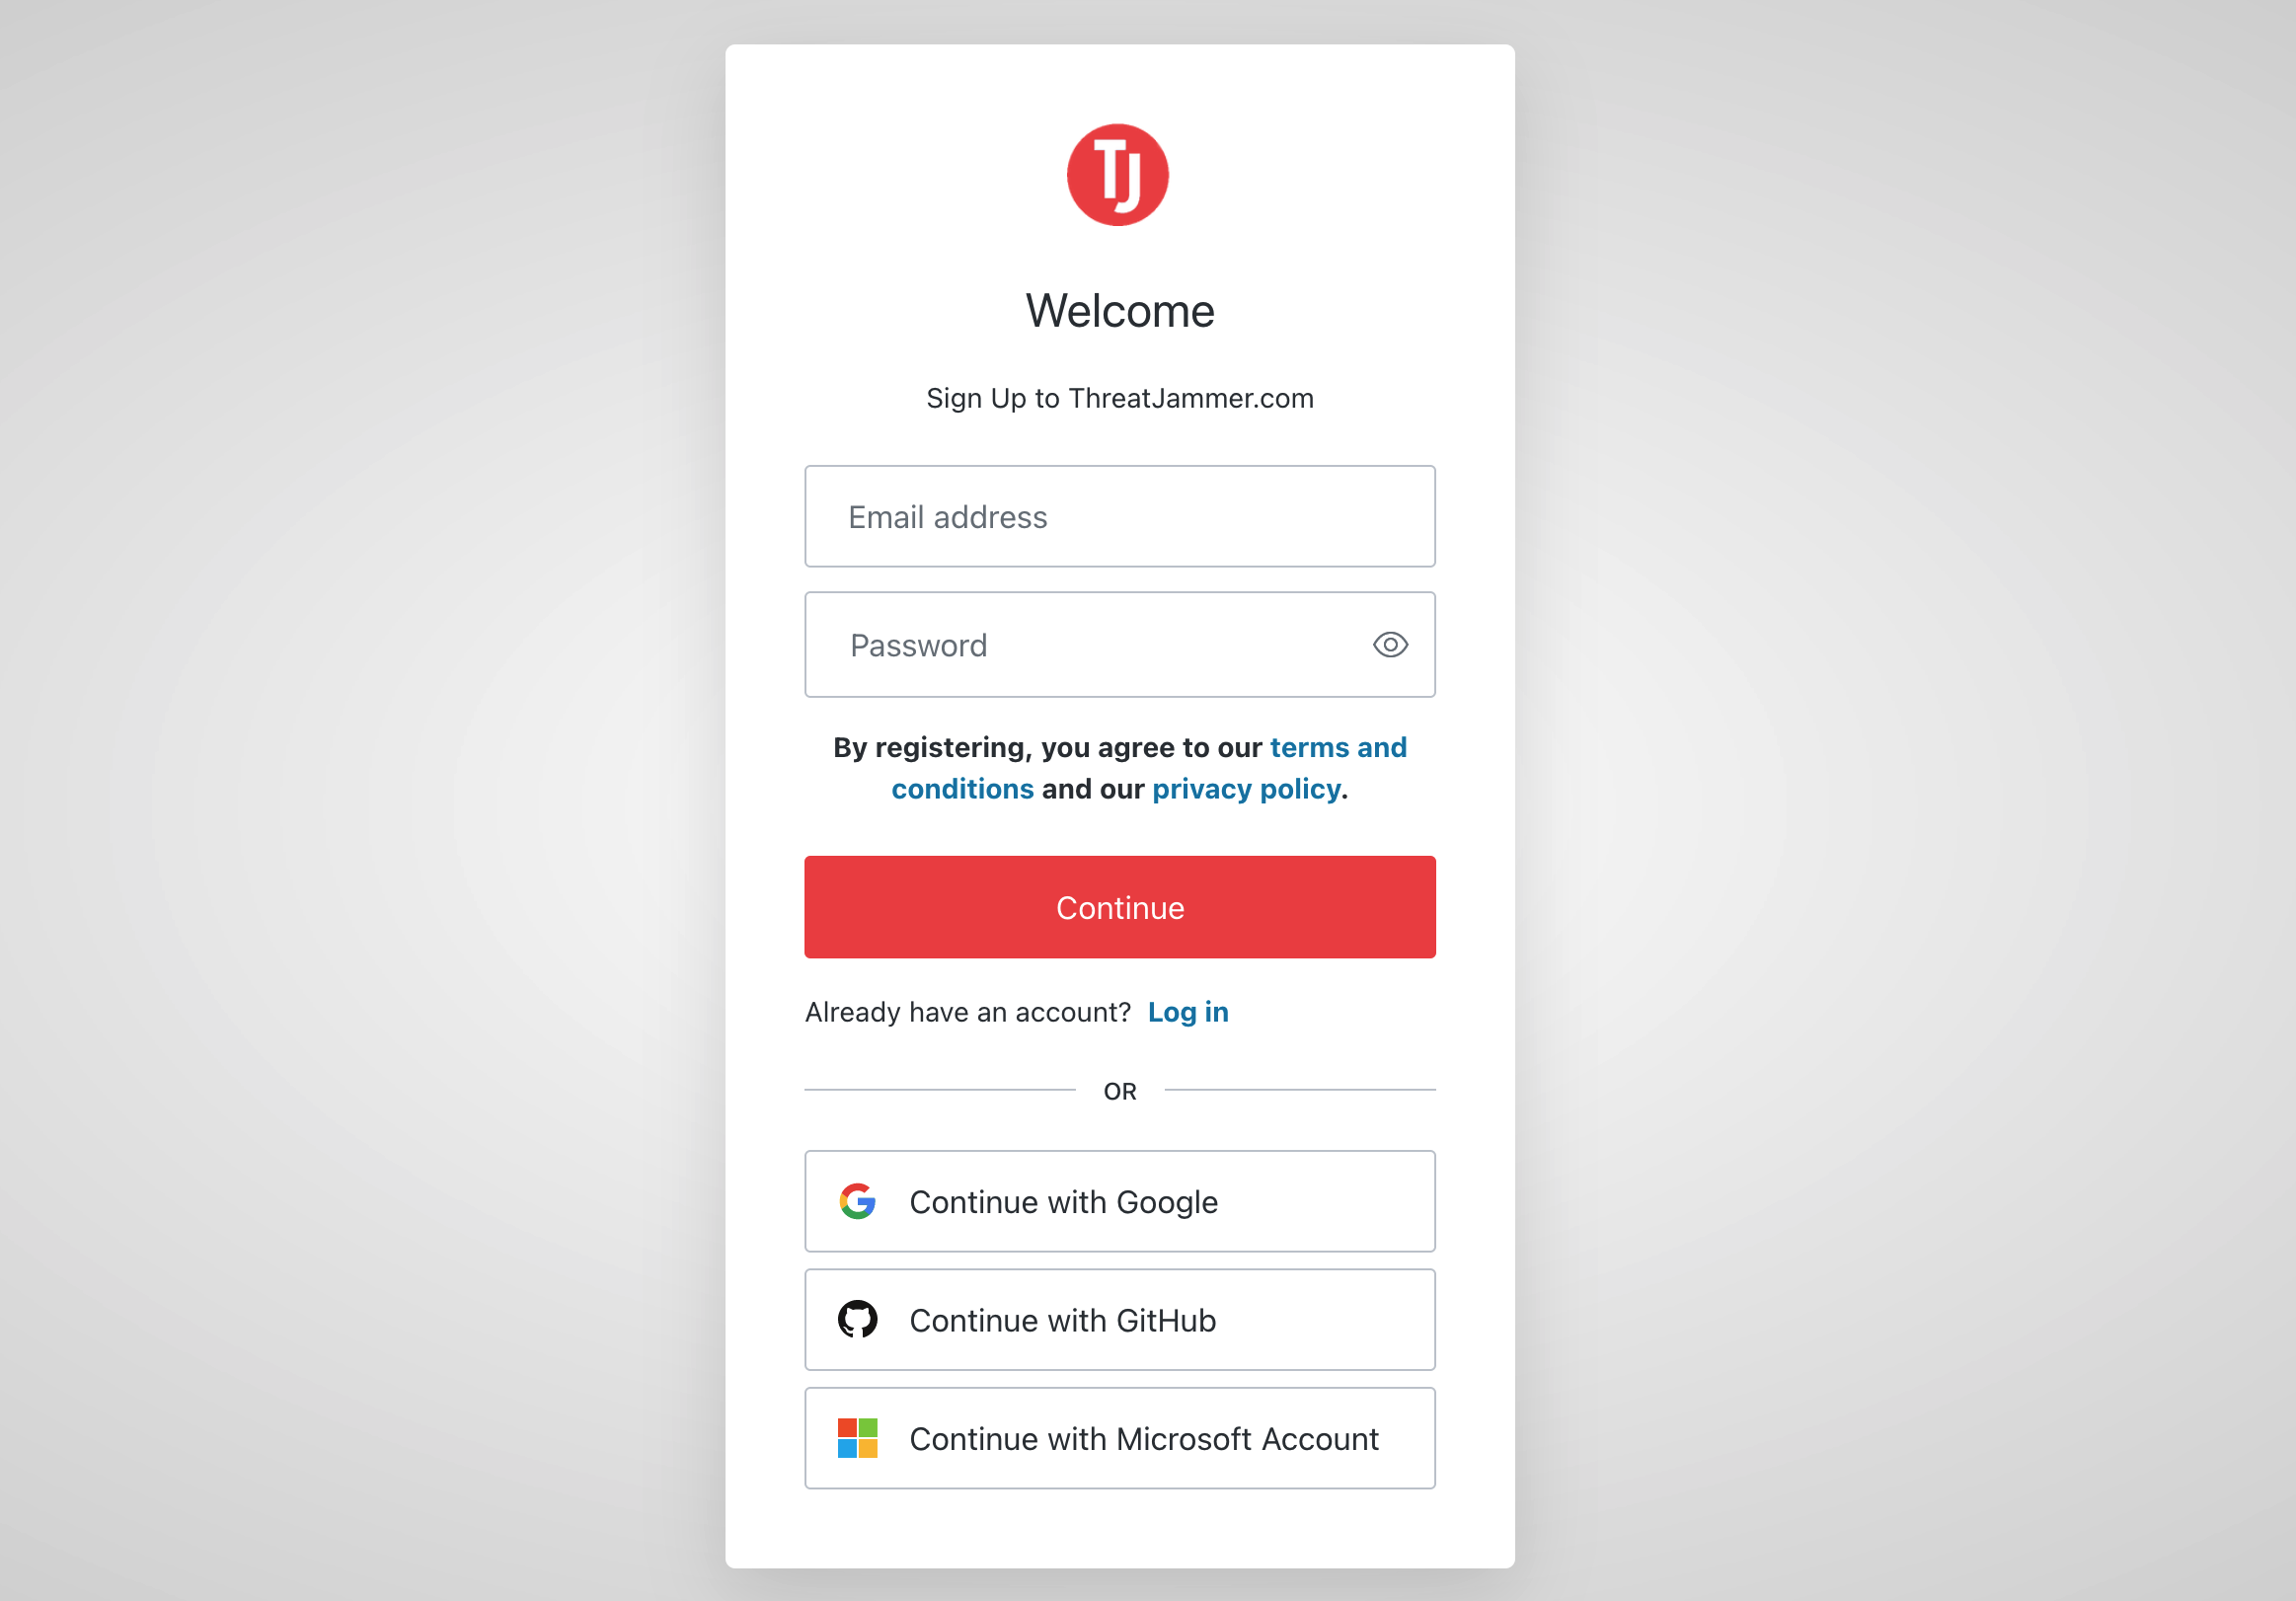 TJ
Welcome
Sign Up to ThreatJammer.com
Email address
Password
By registering, you agree to our terms and
conditions and our privacy policy.
Continue
Already have an account? Log in
OR
Continue with Google
Continue with GitHub
Continue with Microsoft Account